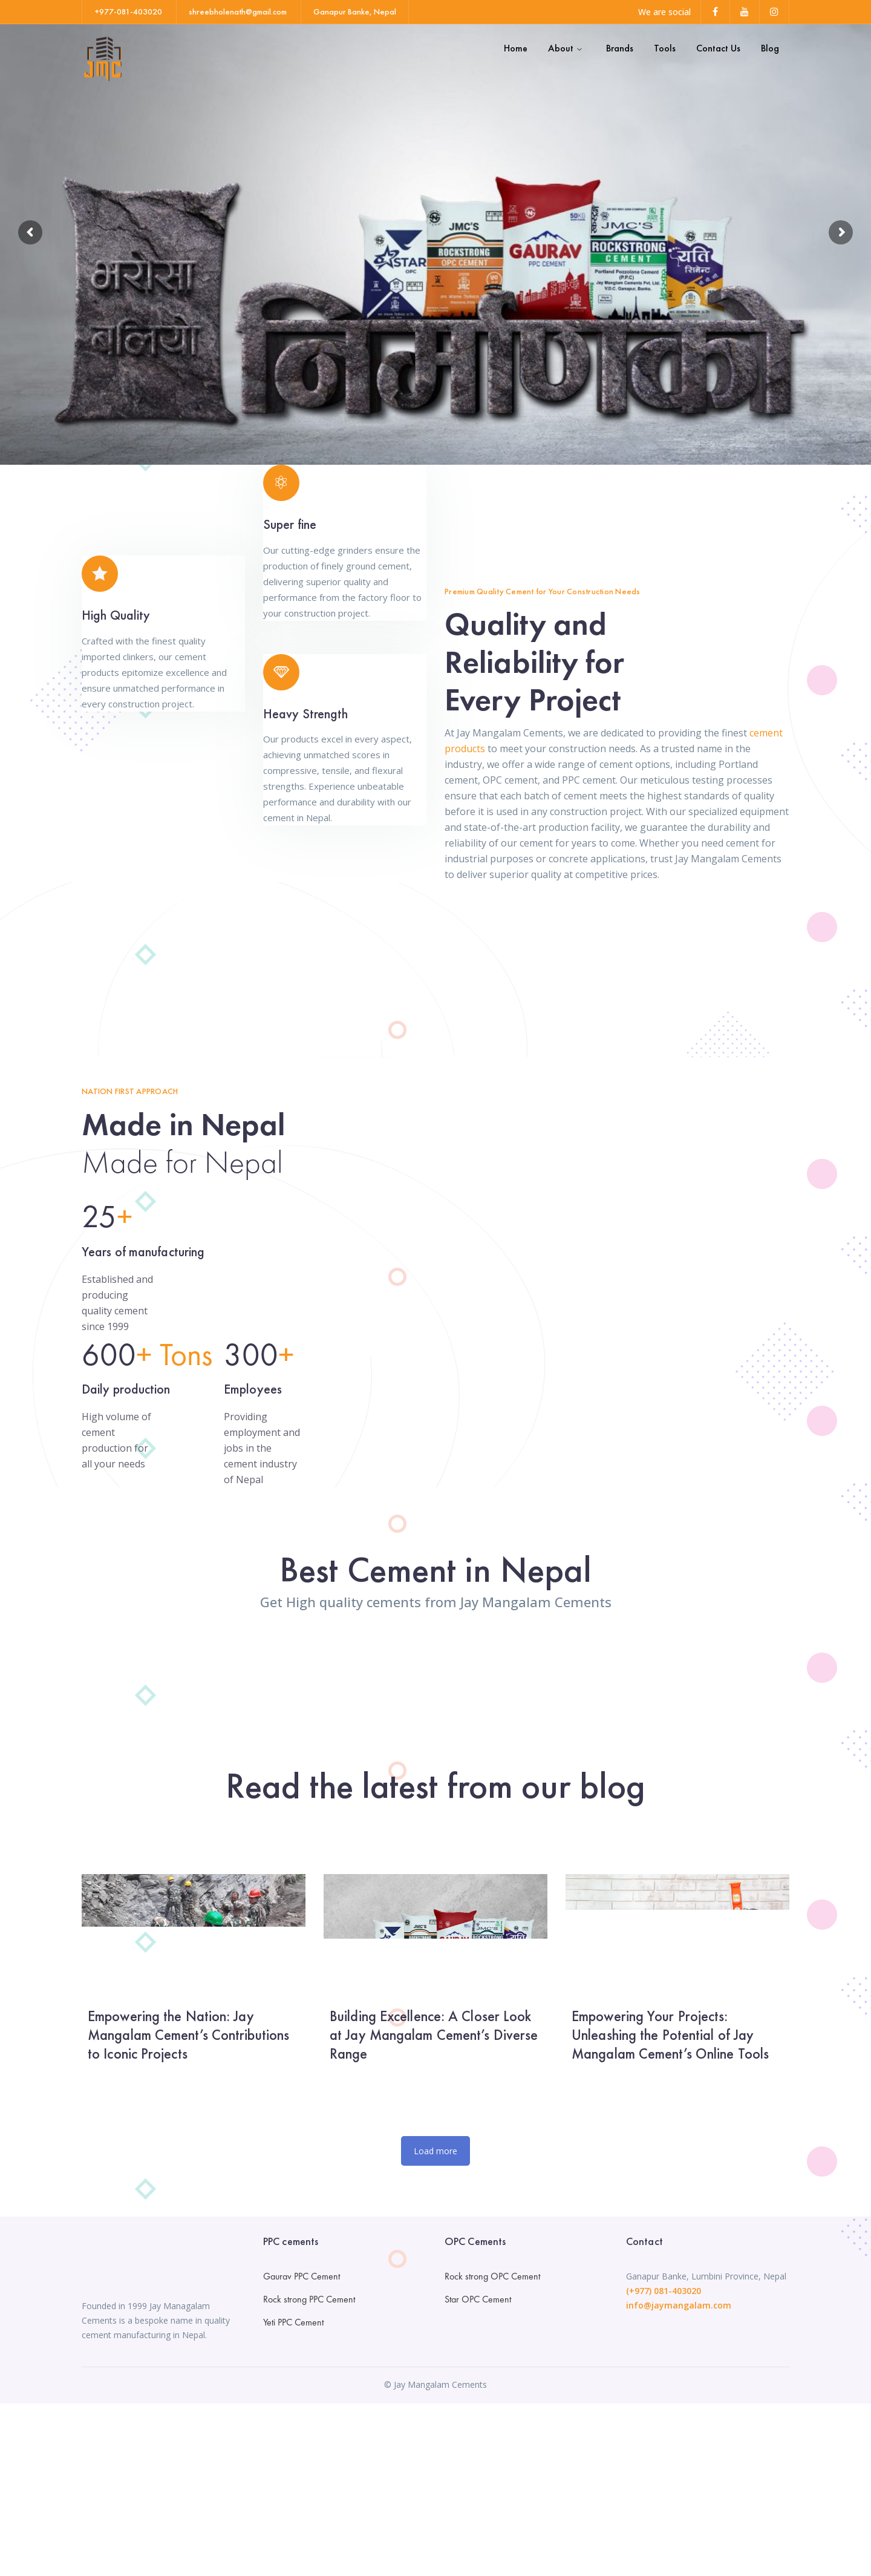 +977-081-403020
shreebholenath@gmail.com
Ganapur Banke, Nepal
We are social
JMC
Home
About
Brands
Tools
Contact Us
Blog
भरोसा
बलियो
निर्माणको
STAR
OPC CEMENT
JMC'S
ROCKSTRONG
OPC CEMENT
50KG
GAURAV
PPC CEMENT
JMC'S
ROCKSTRONG
CEMENT
Portland Pozzolana Cement (P.P.C.)
यति
सिमेन्ट
High Quality
Crafted with the finest quality
imported clinkers, our cement
products epitomize excellence and
ensure unmatched performance in
every construction project.
Super fine
Our cutting-edge grinders ensure the
production of finely ground cement,
delivering superior quality and
performance from the factory floor to
your construction project.
Heavy Strength
Our products excel in every aspect,
achieving unmatched scores in
compressive, tensile, and flexural
strengths. Experience unbeatable
performance and durability with our
cement in Nepal.
Premium Quality Cement for Your Construction Needs
Quality and
Reliability for
Every Project
At Jay Mangalam Cements, we are dedicated to providing the finest cement
products to meet your construction needs. As a trusted name in the
industry, we offer a wide range of cement options, including Portland
cement, OPC cement, and PPC cement. Our meticulous testing processes
ensure that each batch of cement meets the highest standards of quality
before it is used in any construction project. With our specialized equipment
and state-of-the-art production facility, we guarantee the durability and
reliability of our cement for years to come. Whether you need cement for
industrial purposes or concrete applications, trust Jay Mangalam Cements
to deliver superior quality at competitive prices.
NATION FIRST APPROACH
Made in Nepal
Made for Nepal
25+
Years of manufacturing
Established and
producing
quality cement
since 1999
600+ Tons
Daily production
High volume of
cement
production for
all your needs
300+
Employees
Providing
employment and
jobs in the
cement industry
of Nepal
Best Cement in Nepal
Get High quality cements from Jay Mangalam Cements
Read the latest from our blog
Empowering the Nation: Jay
Mangalam Cement’s Contributions
to Iconic Projects
Building Excellence: A Closer Look
at Jay Mangalam Cement’s Diverse
Range
Empowering Your Projects:
Unleashing the Potential of Jay
Mangalam Cement’s Online Tools
Load more
Founded in 1999 Jay Managalam
Cements is a bespoke name in quality
cement manufacturing in Nepal.
PPC cements
Gaurav PPC Cement
Rock strong PPC Cement
Yeti PPC Cement
OPC Cements
Rock strong OPC Cement
Star OPC Cement
Contact
Ganapur Banke, Lumbini Province, Nepal
(+977) 081-403020
info@jaymangalam.com
© Jay Mangalam Cements